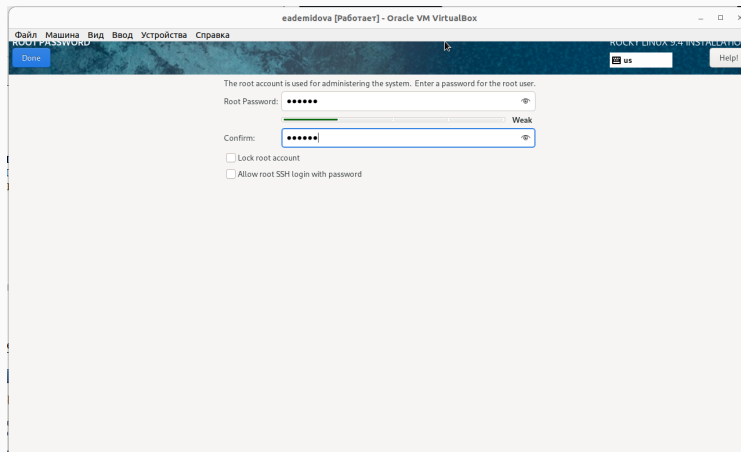 eademidova [Работает] - Oracle VM VirtualBox
Файл Машина Вид Ввод Устройства Справка
ROOT PASSWORD
ROCKY LINUX 9.4 INSTALLATIO
Done
us
Help!
The root account is used for administering the system. Enter a password for the root user.
Root Password: ●●●●●●
Weak
Confirm: ●●●●●●
Lock root account
Allow root SSH login with password